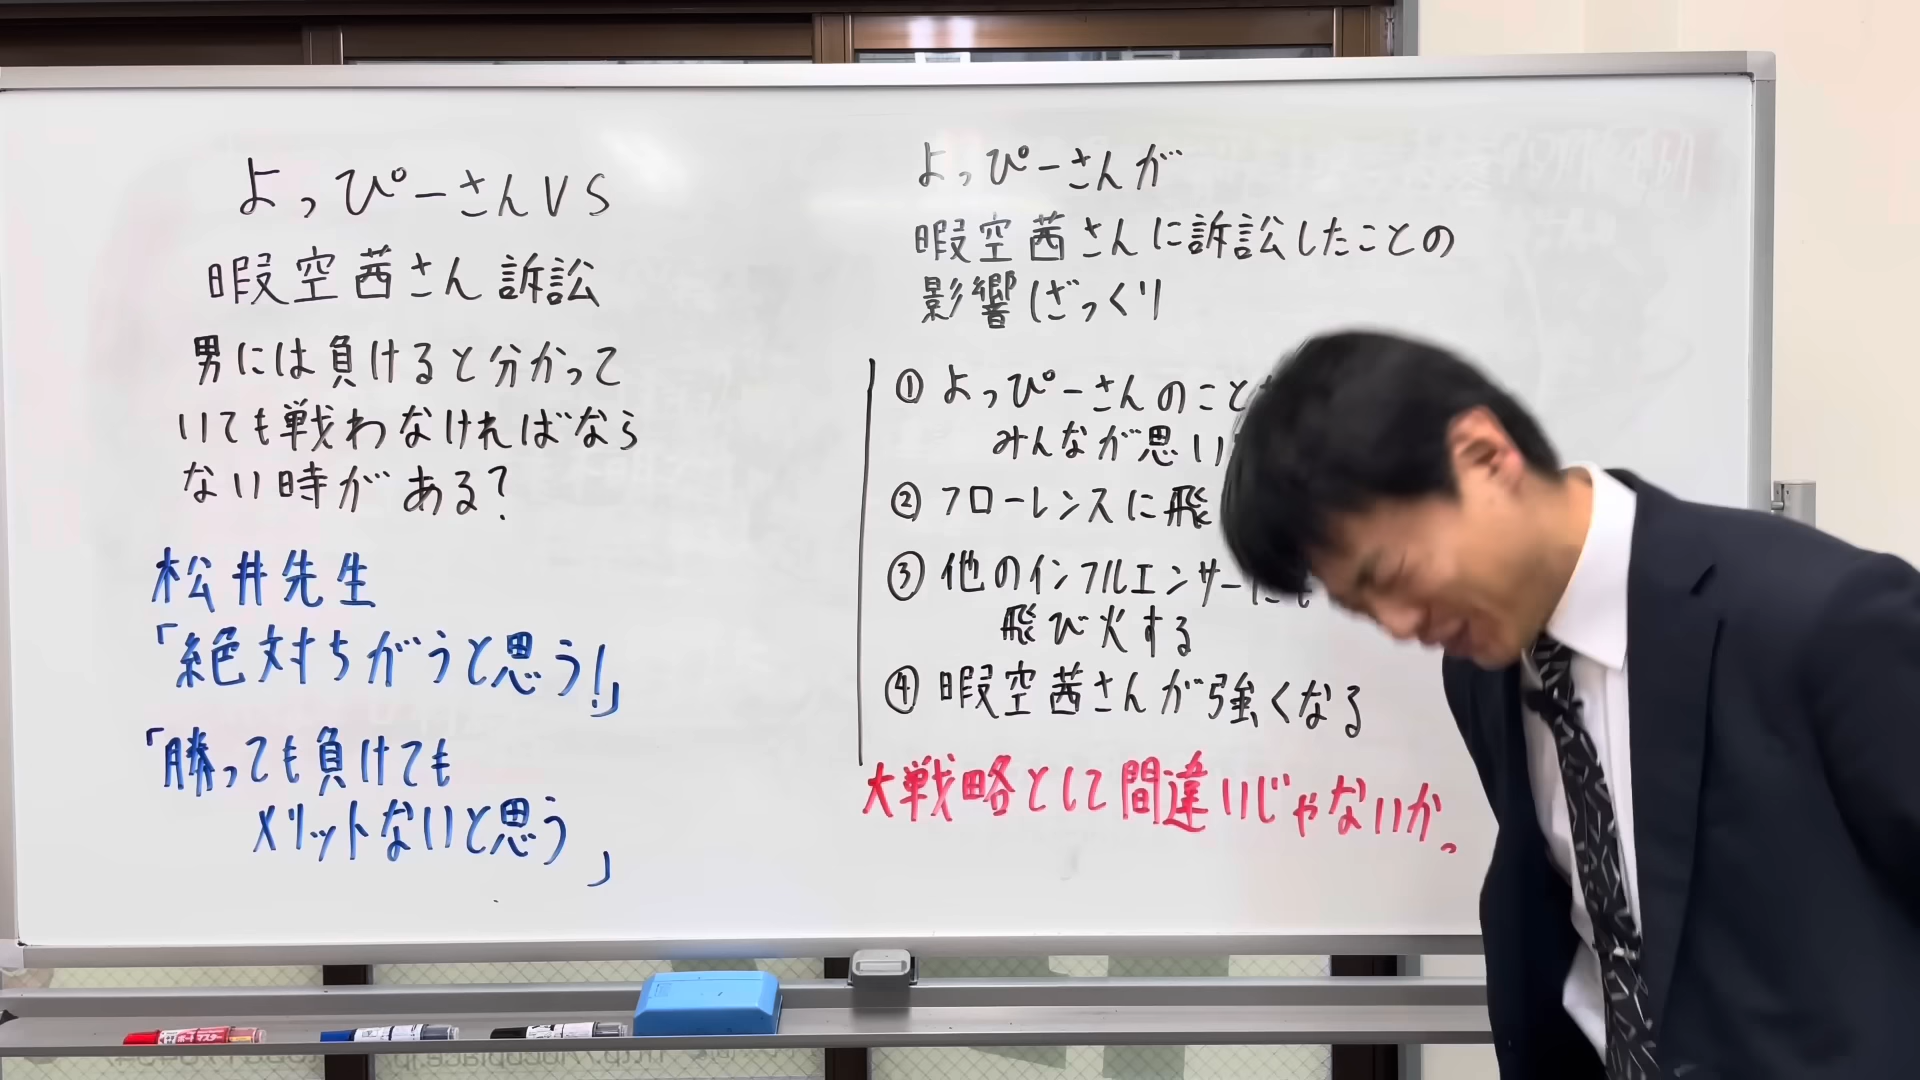 よっぴーさんVS
暇空茜さん訴訟
男には負けると分かって
いても戦わなければなら
ない時がある?
松井先生
「絶対ちがうと思う!」
「勝っても負けても
メリットないと思う」
よっぴーさんが
暇空茜さんに訴訟したことの
影響(ざっくり
① よっぴーさんのこと
みんなが思い
② フローレンスに飛
③ 他のインフルエンサーにも
飛び火する
④ 暇空茜さんが強くなる
大戦略として間違いじゃないか。
ボードマスター